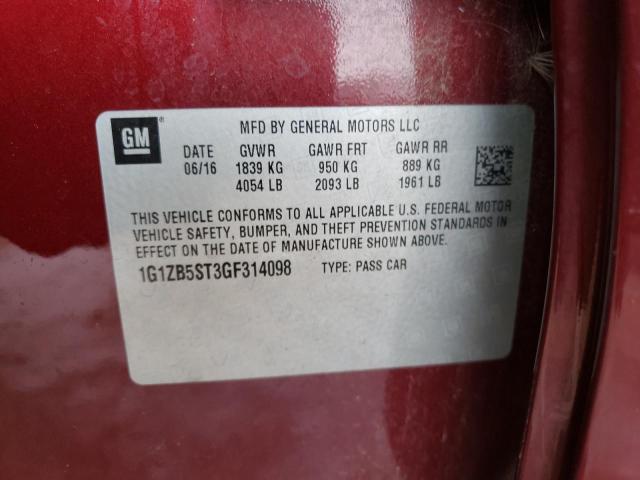 GM
MFD BY GENERAL MOTORS LLC
DATE GVWR GAWR FRT GAWR RR
06/16 1839 KG 950 KG 889 KG
4054 LB 2093 LB 1961 LB
THIS VEHICLE CONFORMS TO ALL APPLICABLE U.S. FEDERAL MOTOR
VEHICLE SAFETY, BUMPER, AND THEFT PREVENTION STANDARDS IN
EFFECT ON THE DATE OF MANUFACTURE SHOWN ABOVE.
1G1ZB5ST3GF314098 TYPE: PASS CAR